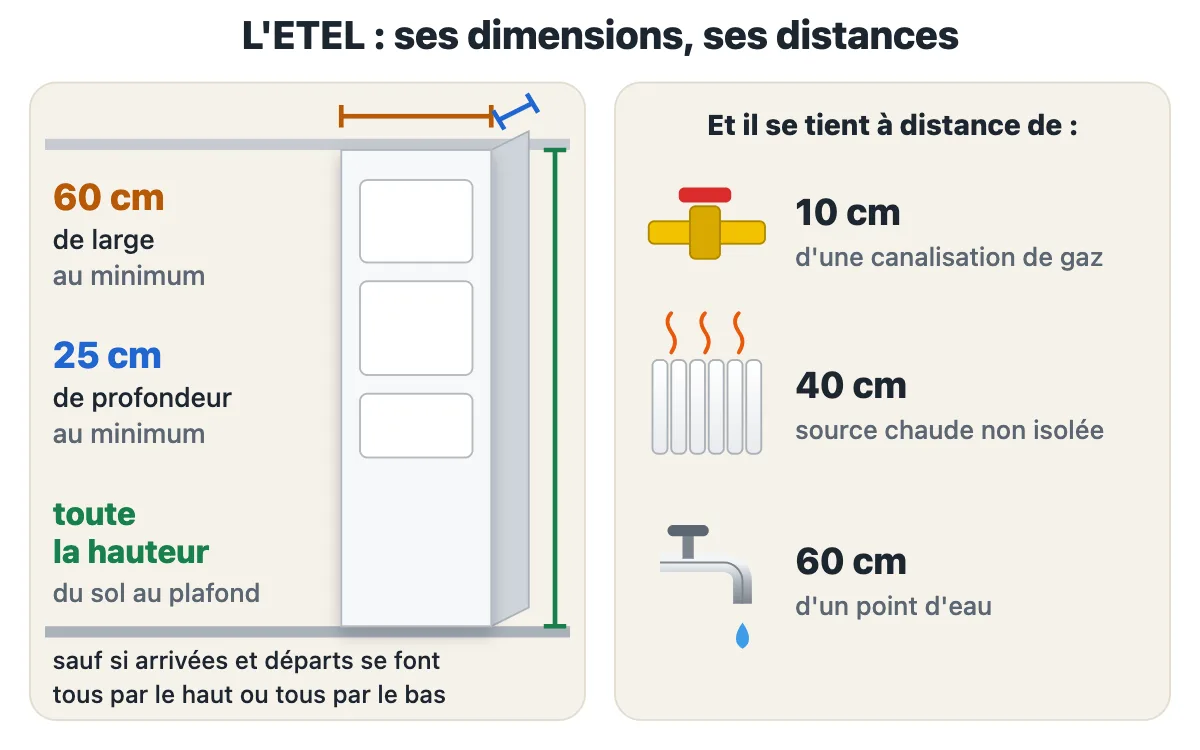 L'ETEL : ses dimensions, ses distances
60 cm
de large
au minimum
25 cm
de profondeur
au minimum
toute
la hauteur
du sol au plafond
sauf si arrivées et départs se font
tous par le haut ou tous par le bas
Et il se tient à distance de :
10 cm
d'une canalisation de gaz
40 cm
source chaude non isolée
60 cm
d'un point d'eau